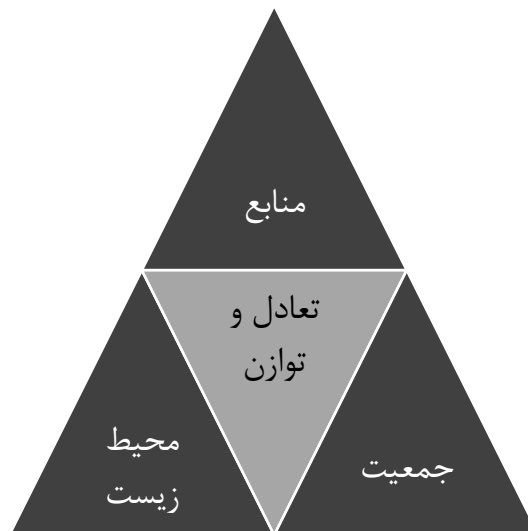 منابع
تعادل و
توازن
محیط
زیست
جمعیت